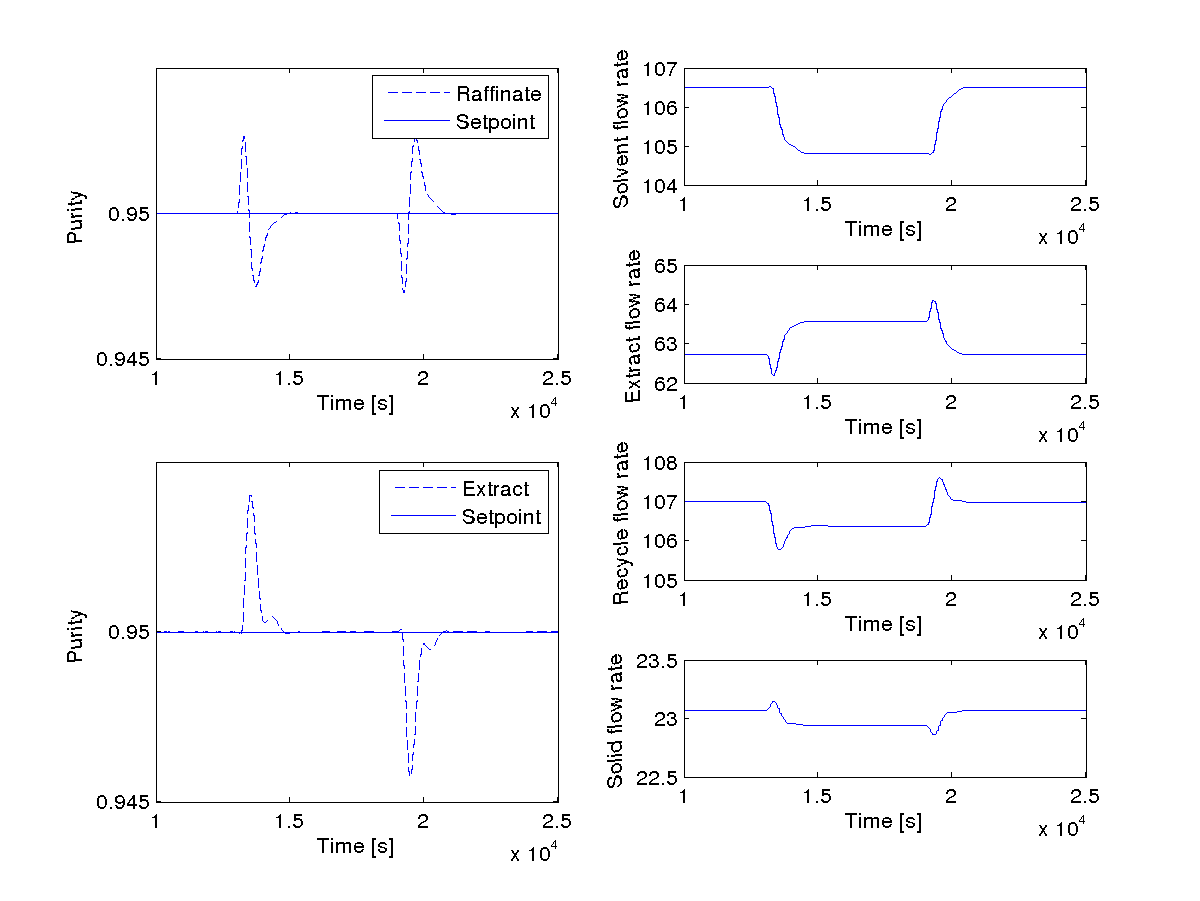 Raffinate
Setpoint
Purity
0.95
0.945
1
1.5
2
2.5
Time [s]
x 10^4
Extract
Setpoint
Purity
0.95
0.945
1
1.5
2
2.5
Time [s]
x 10^4
Solvent flow rate
107
106
105
104
1
1.5
2
2.5
Time [s]
x 10^4
Extract flow rate
65
64
63
62
1
1.5
2
2.5
Time [s]
x 10^4
Recycle flow rate
108
107
106
105
1
1.5
2
2.5
Time [s]
x 10^4
Solid flow rate
23.5
23
22.5
1
1.5
2
2.5
Time [s]
x 10^4